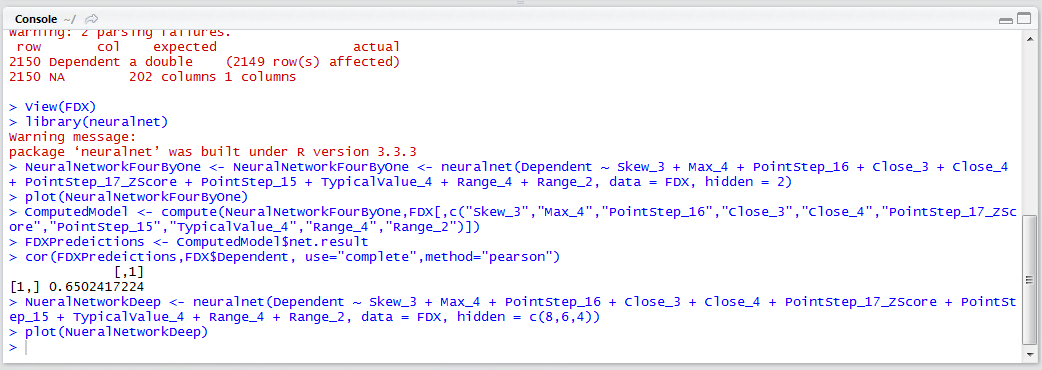 Console ~/
Warning: 2 parsing failures.
row col expected actual
2150 Dependent a double (2149 row(s) affected)
2150 NA 202 columns 1 columns
> View(FDX)
> library(neuralnet)
Warning message:
package ‘neuralnet’ was built under R version 3.3.3
> NeuralNetworkFourByOne <- NeuralNetworkFourByOne <- neuralnet(Dependent ~ Skew_3 + Max_4 + PointStep_16 + Close_3 + Close_4
+ PointStep_17_ZScore + PointStep_15 + TypicalValue_4 + Range_4 + Range_2, data = FDX, hidden = 2)
> plot(NeuralNetworkFourByOne)
> ComputedModel <- compute(NeuralNetworkFourByOne,FDX[,c("Skew_3","Max_4","PointStep_16","Close_3","Close_4","PointStep_17_ZSc
ore","PointStep_15","TypicalValue_4","Range_4","Range_2")])
> FDXPredeictions <- ComputedModel$net.result
> cor(FDXPredeictions,FDX$Dependent, use="complete",method="pearson")
[,1]
[1,] 0.6502417224
> NueralNetworkDeep <- neuralnet(Dependent ~ Skew_3 + Max_4 + PointStep_16 + Close_3 + Close_4 + PointStep_17_ZScore + PointSt
ep_15 + TypicalValue_4 + Range_4 + Range_2, data = FDX, hidden = c(8,6,4))
> plot(NueralNetworkDeep)
>